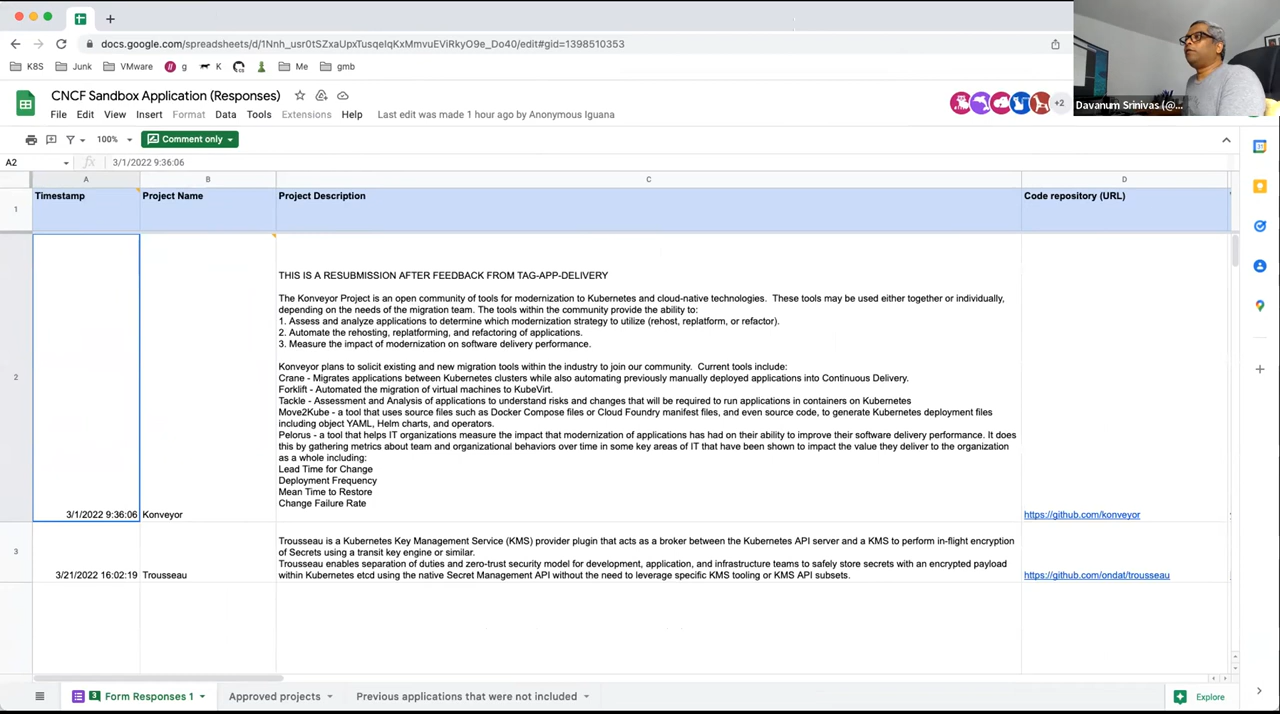 docs.google.com/spreadsheets/d/1Nnh_usr0tSZxaUpxTusqeIqKxMmvuEViRkyO9e_Do40/edit#gid=1398510353
K8S Junk VMware g K Me gmb
Davanum Srinivas (@...
CNCF Sandbox Application (Responses)
+2
File Edit View Insert Format Data Tools Extensions Help Last edit was made 1 hour ago by Anonymous Iguana
100% Comment only
A2 fx 3/1/2022 9:36:06
A B C D
1 Timestamp Project Name Project Description Code repository (URL)
THIS IS A RESUBMISSION AFTER FEEDBACK FROM TAG-APP-DELIVERY
The Konveyor Project is an open community of tools for modernization to Kubernetes and cloud-native technologies. These tools may be used either together or individually,
depending on the needs of the migration team. The tools within the community provide the ability to:
1. Assess and analyze applications to determine which modernization strategy to utilize (rehost, replatform, or refactor).
2. Automate the rehosting, replatforming, and refactoring of applications.
3. Measure the impact of modernization on software delivery performance.
Konveyor plans to solicit existing and new migration tools within the industry to join our community. Current tools include:
2
Crane - Migrates applications between Kubernetes clusters while also automating previously manually deployed applications into Continuous Delivery.
Forklift - Automated the migration of virtual machines to KubeVirt.
Tackle - Assessment and Analysis of applications to understand risks and changes that will be required to run applications in containers on Kubernetes
Move2Kube - a tool that uses source files such as Docker Compose files or Cloud Foundry manifest files, and even source code, to generate Kubernetes deployment files
including object YAML, Helm charts, and operators.
Pelorus - a tool that helps IT organizations measure the impact that modernization of applications has had on their ability to improve their software delivery performance. It does
this by gathering metrics about team and organizational behaviors over time in some key areas of IT that have been shown to impact the value they deliver to the organization
as a whole including:
Lead Time for Change
Deployment Frequency
Mean Time to Restore
Change Failure Rate
3/1/2022 9:36:06 Konveyor https://github.com/konveyor
Trousseau is a Kubernetes Key Management Service (KMS) provider plugin that acts as a broker between the Kubernetes API server and a KMS to perform in-flight encryption
3
of Secrets using a transit key engine or similar.
Trousseau enables separation of duties and zero-trust security model for development, application, and infrastructure teams to safely store secrets with an encrypted payload
3/21/2022 16:02:19 Trousseau within Kubernetes etcd using the native Secret Management API without the need to leverage specific KMS tooling or KMS API subsets. https://github.com/ondat/trousseau
3 Form Responses 1 Approved projects Previous applications that were not included Explore